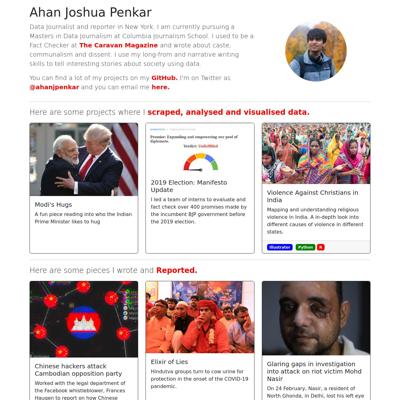 Ahan Joshua Penkar
Data Journalist and reporter in New York. I am currently pursuing a
Masters in Data Journalism at Columbia Journalism School. I used to be a
Fact Checker at The Caravan Magazine and wrote about caste,
communalism and dissent. I use my long-from and narrative writing
skills to tell interesting stories about society using data.
You can find a lot of my projects on my GitHub. I'm on Twitter as
@ahanjpenkar and you can email me here.
Here are some projects where I scraped, analysed and visualised data.
Modi's Hugs
A fun piece reading into who the Indian
Prime Minister likes to hug
Promise: Expanding and empowering our pool of
diplomats.
Verdict: Unfulfilled
2019 Election: Manifesto
Update
I led a team of interns to evaluate and
fact check over 400 promises made by
the incumbent BJP government before
the 2019 election.
Violence Against Christians in
India
Mapping and understanding religious
violence in India. A in-depth look into
different causes of violence in different
states.
Illustrator Python R
Here are some pieces I wrote and Reported.
Chinese hackers attack
Cambodian opposition party
Worked with the legal department of
the Facebook whistleblower, Frances
Haugen to report on how Chinese
Elixir of Lies
Hindutva groups turn to cow urine for
protection in the onset of the COVID-19
pandemic.
Glaring gaps in investigation
into attack on riot victim Mohd
Nasir
On 24 February, Nasir, a resident of
North Ghonda, in Delhi, lost his left eye